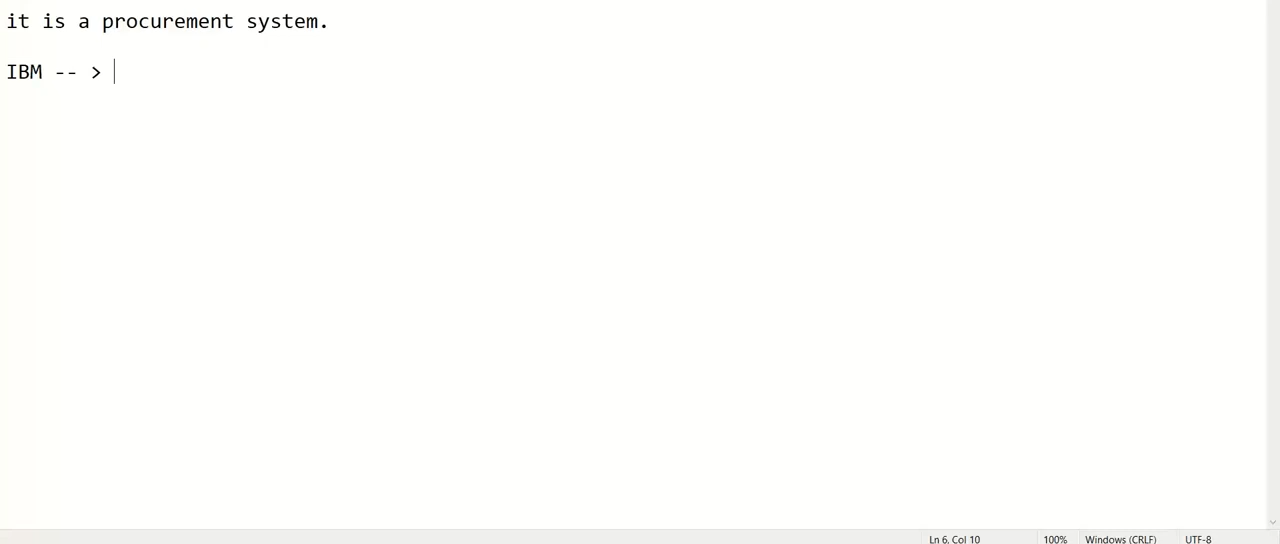 it is a procurement system.
IBM -- >
Ln 6, Col 10
100%
Windows (CRLF)
UTF-8